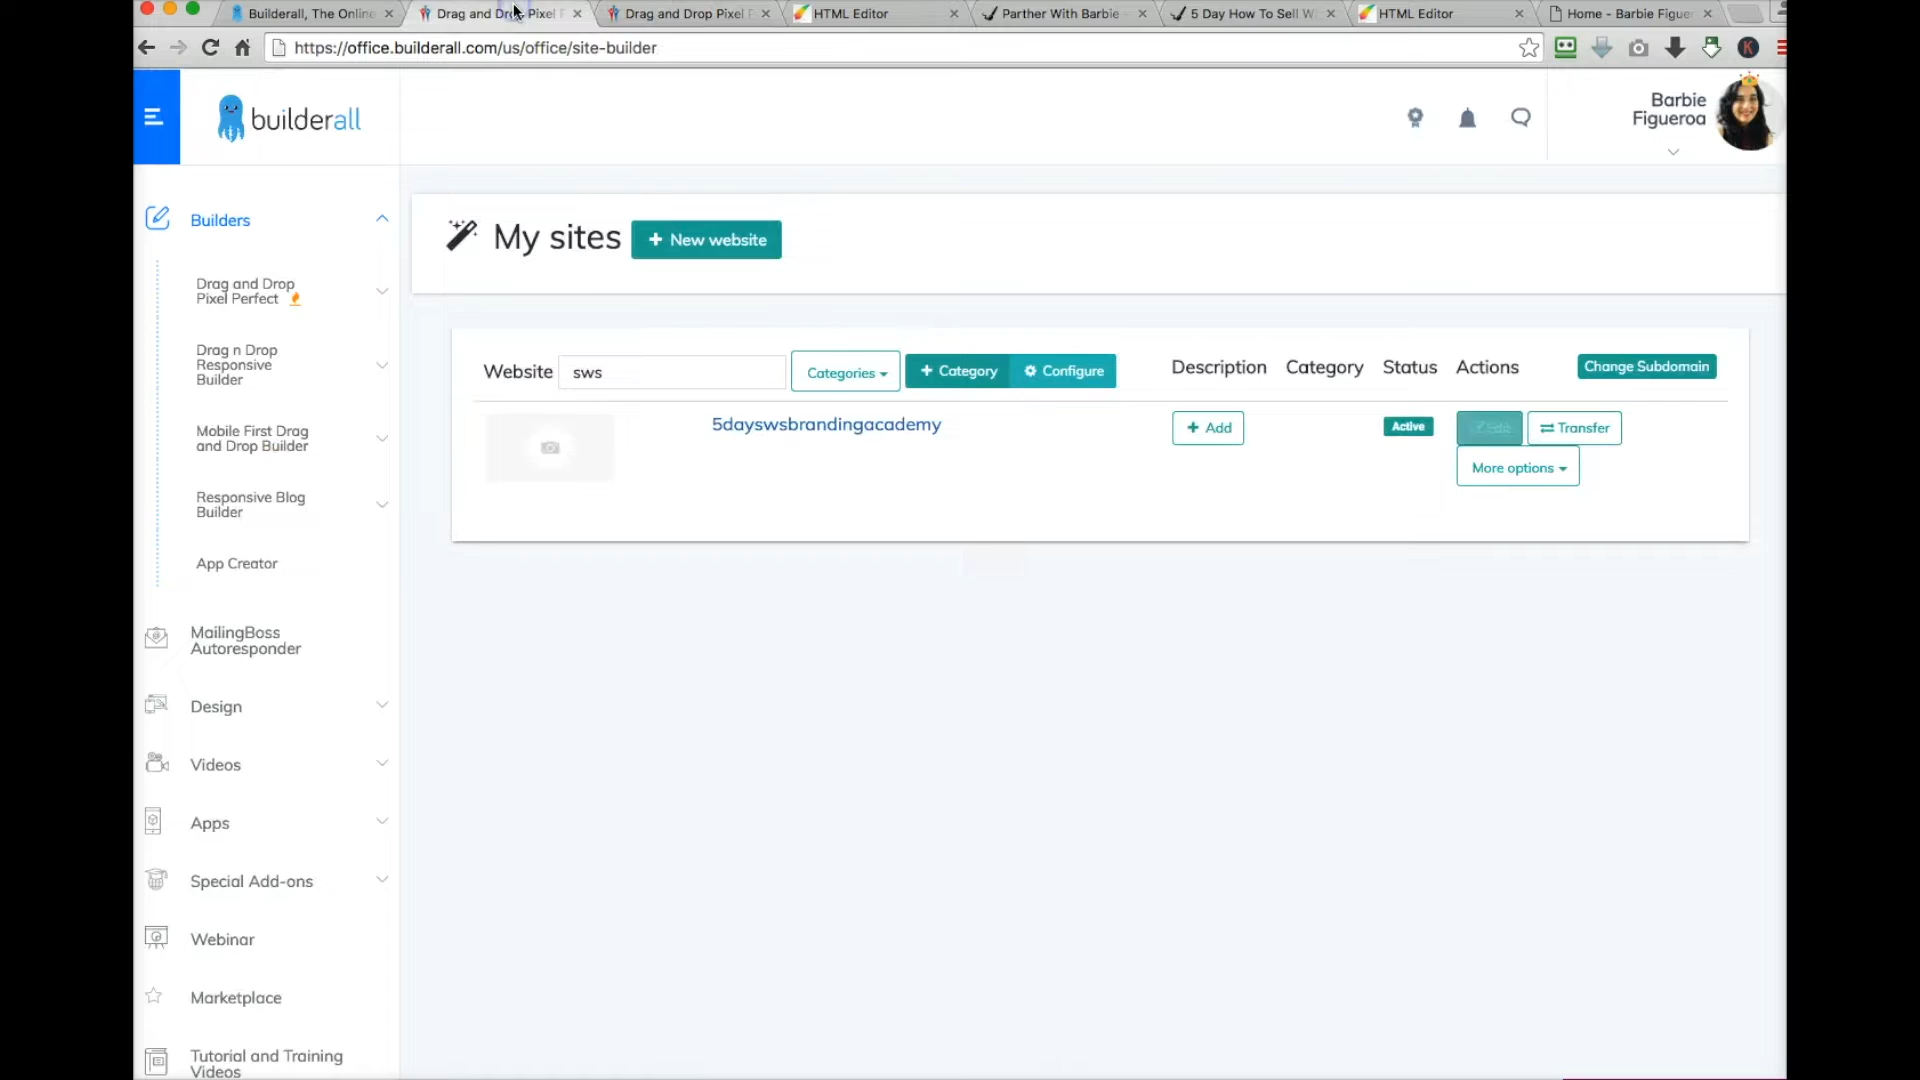 Builderall, The Online
Drag and Drop Pixel P
Drag and Drop Pixel P
HTML Editor
Parther With Barbie -
5 Day How To Sell W
HTML Editor
Home - Barbie Figuer
https://office.builderall.com/us/office/site-builder
K
builderall
Barbie
Figueroa
Builders
Drag and Drop
Pixel Perfect
Drag n Drop
Responsive
Builder
Mobile First Drag
and Drop Builder
Responsive Blog
Builder
App Creator
MailingBoss
Autoresponder
Design
Videos
Apps
Special Add-ons
Webinar
Marketplace
Tutorial and Training
Videos
My sites
+ New website
Website
sws
Categories
+ Category
Configure
Description
Category
Status
Actions
Change Subdomain
5dayswsbrandingacademy
+ Add
Active
Edit
Transfer
More options